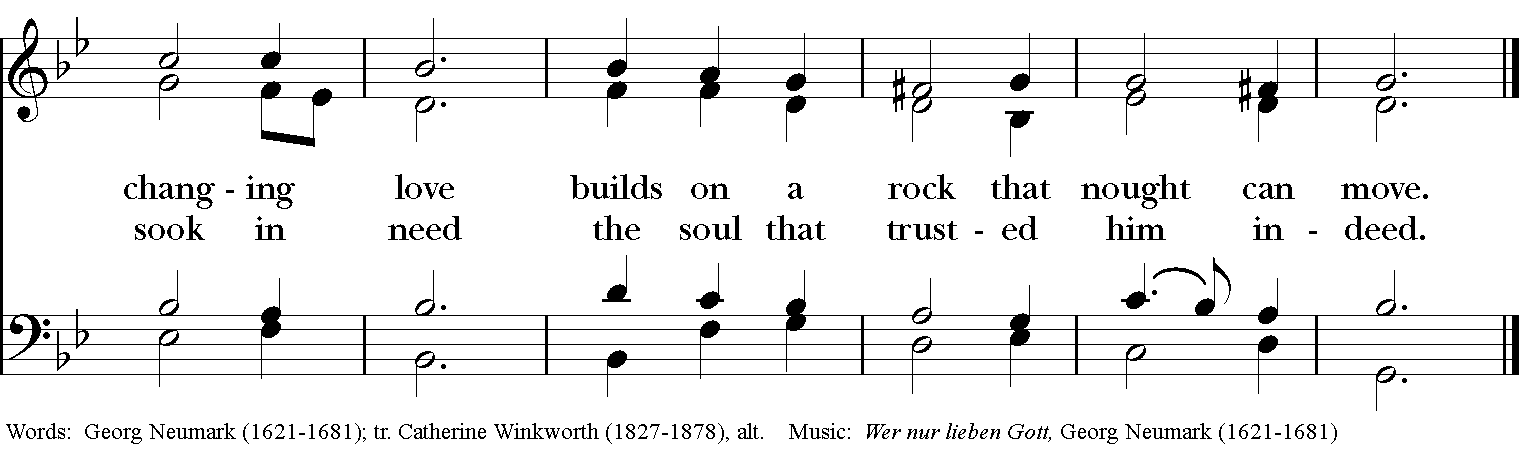 chang - ing love builds on a rock that nought can move.
sook in need the soul that trust - ed him in - deed.
Words: Georg Neumark (1621-1681); tr. Catherine Winkworth (1827-1878), alt. Music: Wer nur lieben Gott, Georg Neumark (1621-1681)